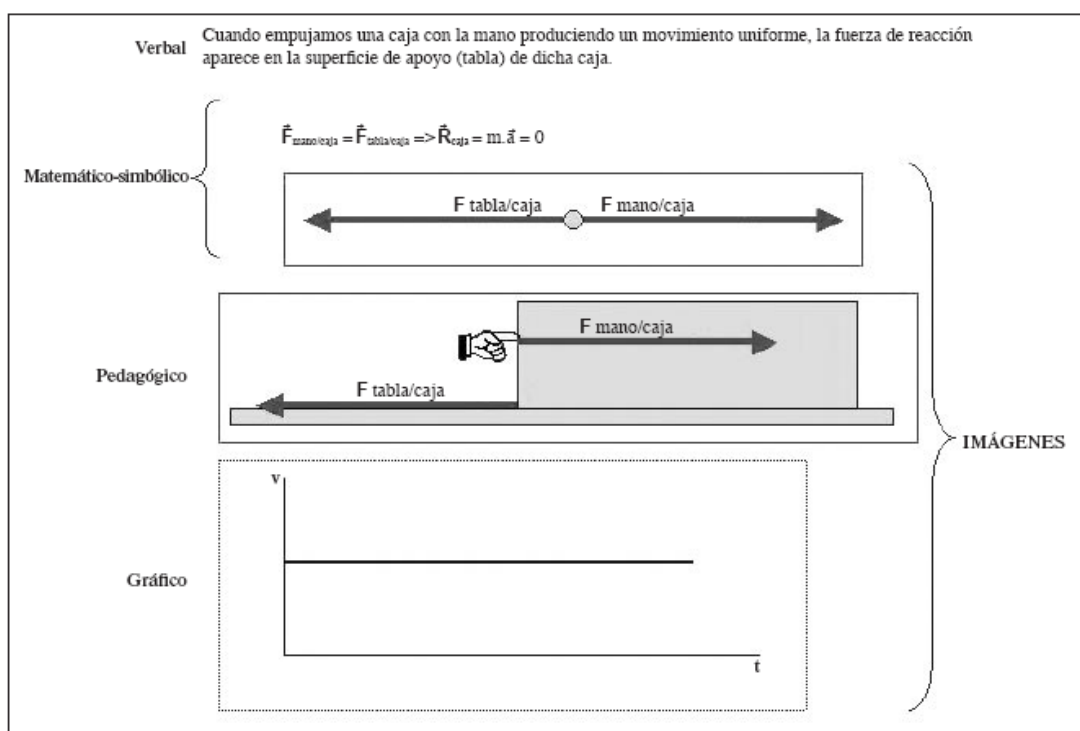 Verbal
Cuando empujamos una caja con la mano produciendo un movimiento uniforme, la fuerza de reacción
aparece en la superficie de apoyo (tabla) de dicha caja.
Matemático-simbólico
F⃗mano/caja = F⃗tabla/caja => R⃗caja = m.a⃗ = 0
F tabla/caja
F mano/caja
Pedagógico
F mano/caja
F tabla/caja
IMÁGENES
Gráfico
v
t